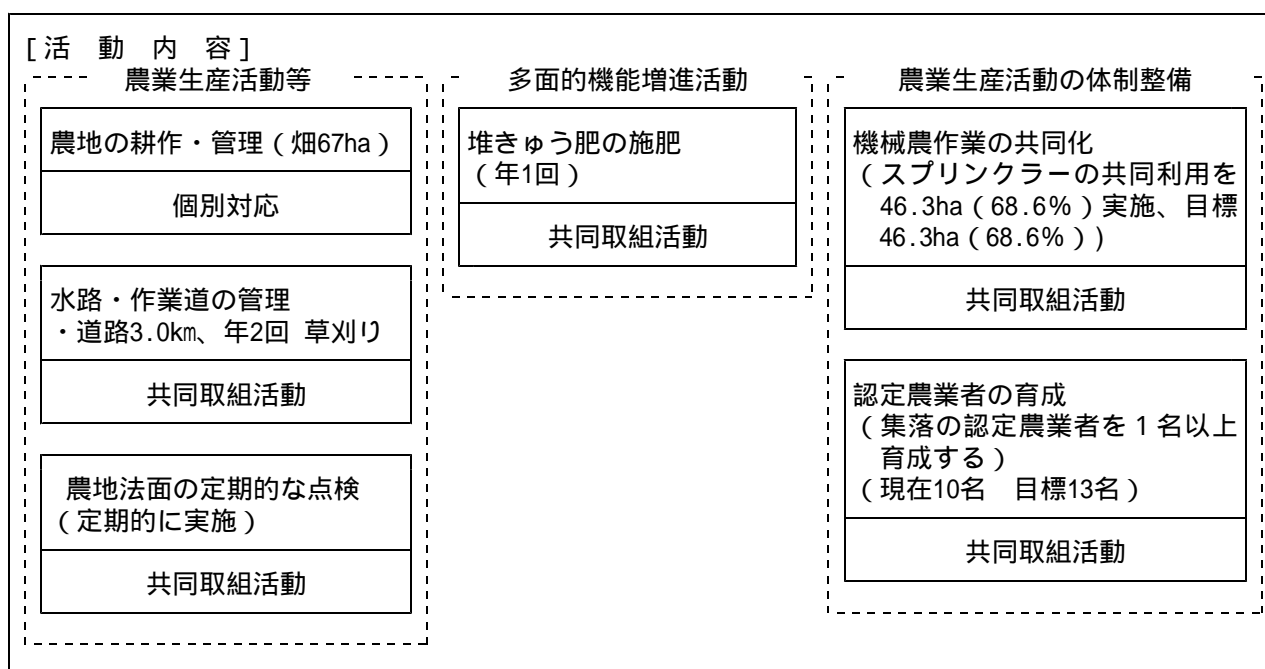 [活 動 内 容]
農業生産活動等
農地の耕作・管理(畑67ha)
個別対応
水路・作業道の管理
・道路3.0km、年2回 草刈り
共同取組活動
農地法面の定期的な点検
(定期的に実施)
共同取組活動
多面的機能増進活動
堆きゅう肥の施肥
(年1回)
共同取組活動
農業生産活動の体制整備
機械農作業の共同化
(スプリンクラーの共同利用を
46.3ha(68.6%)実施、目標
46.3ha(68.6%))
共同取組活動
認定農業者の育成
(集落の認定農業者を1名以上
育成する)
(現在10名 目標13名)
共同取組活動